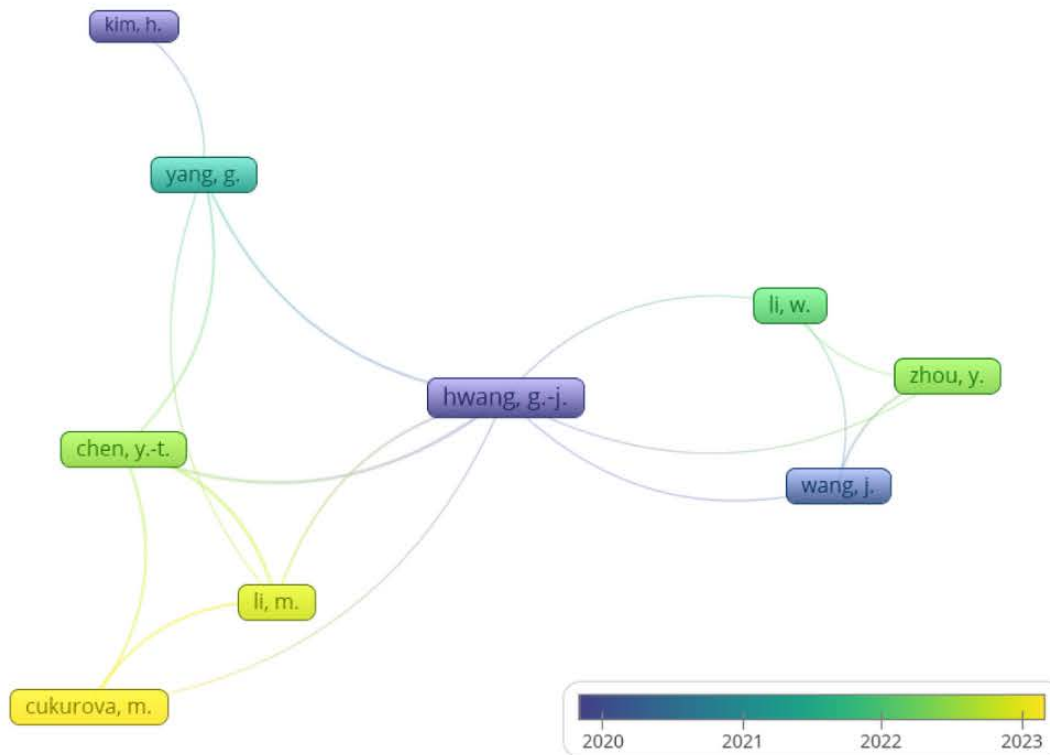 kim, h.
yang, g.
li, w.
zhou, y.
hwang, g.-j.
chen, y.-t.
wang, j.
li, m.
cukurova, m.
2020 2021 2022 2023